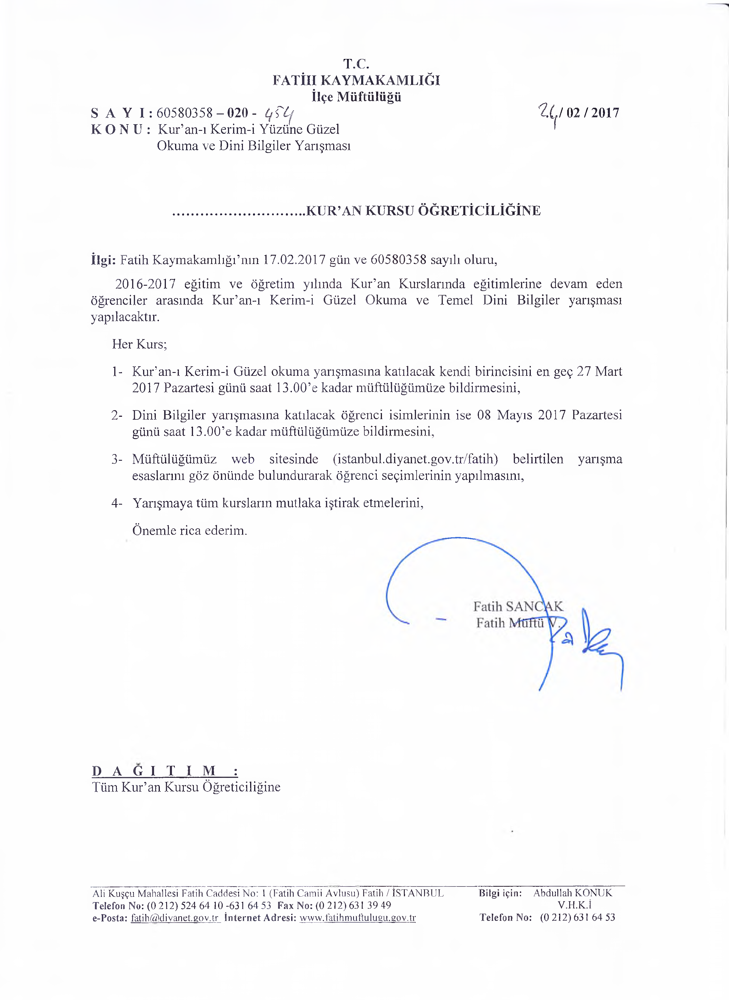 T.C.
FATİH KAYMAKAMLIĞI
İlçe Müftülüğü
S A Y I : 60580358 – 020 - 454
24 / 02 / 2017
K O N U : Kur’an-ı Kerim-i Yüzüne Güzel
Okuma ve Dini Bilgiler Yarışması
.............................KUR’AN KURSU ÖĞRETİCİLİĞİNE
İlgi: Fatih Kaymakamlığı’nın 17.02.2017 gün ve 60580358 sayılı oluru,
2016-2017 eğitim ve öğretim yılında Kur’an Kurslarında eğitimlerine devam eden
öğrenciler arasında Kur’an-ı Kerim-i Güzel Okuma ve Temel Dini Bilgiler yarışması
yapılacaktır.
Her Kurs;
1- Kur’an-ı Kerim-i Güzel okuma yarışmasına katılacak kendi birincisini en geç 27 Mart
2017 Pazartesi günü saat 13.00’e kadar müftülüğümüze bildirmesini,
2- Dini Bilgiler yarışmasına katılacak öğrenci isimlerinin ise 08 Mayıs 2017 Pazartesi
günü saat 13.00’e kadar müftülüğümüze bildirmesini,
3- Müftülüğümüz web sitesinde (istanbul.diyanet.gov.tr/fatih) belirtilen yarışma
esaslarını göz önünde bulundurarak öğrenci seçimlerinin yapılmasını,
4- Yarışmaya tüm kursların mutlaka iştirak etmelerini,
Önemle rica ederim.
Fatih SANCAK
Fatih Müftü V.
D A Ğ I T I M :
Tüm Kur’an Kursu Öğreticiliğine
Ali Kuşçu Mahallesi Fatih Caddesi No: 1 (Fatih Camii Avlusu) Fatih / İSTANBUL
Telefon No: (0 212) 524 64 10 -631 64 53 Fax No: (0 212) 631 39 49
e-Posta: fatih@diyanet.gov.tr İnternet Adresi: www.fatihmuftulugu.gov.tr
Bilgi için: Abdullah KONUK
V.H.K.İ
Telefon No: (0 212) 631 64 53